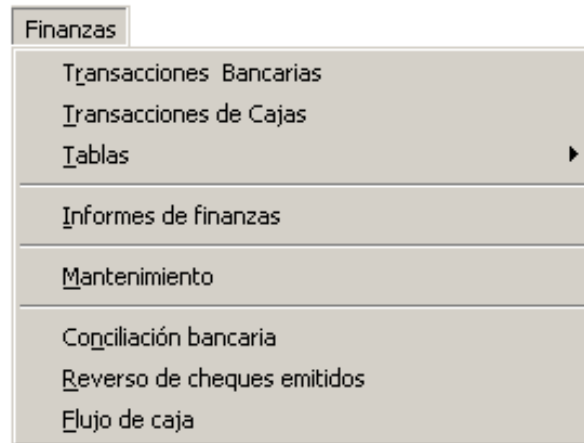 Finanzas
Transacciones Bancarias
Transacciones de Cajas
Tablas
Informes de finanzas
Mantenimiento
Conciliación bancaria
Reverso de cheques emitidos
Flujo de caja